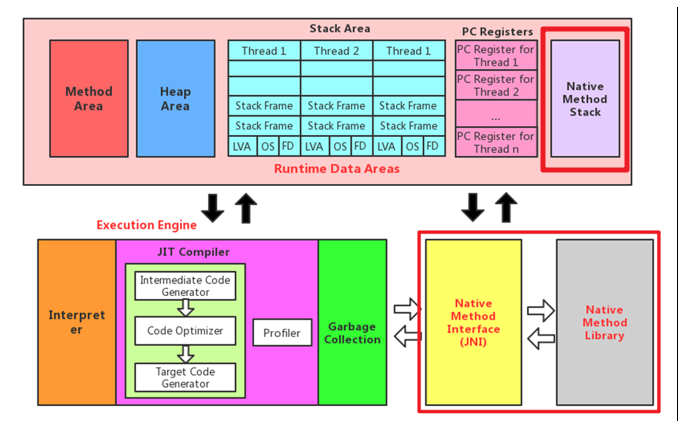 Stack Area
PC Registers
Method
Area
Heap
Area
Thread 1 Thread 2 Thread 1
Stack Frame Stack Frame Stack Frame
Stack Frame Stack Frame Stack Frame
LVA OS FD LVA OS FD LVA OS FD
PC Register for
Thread 1
PC Register for
Thread 2
...
PC Register for
Thread n
Native
Method
Stack
Runtime Data Areas
Execution Engine
Interpret
er
JIT Compiler
Intermediate Code
Generator
Code Optimizer
Target Code
Generator
Profiler
Garbage
Collection
Native
Method
Interface
(JNI)
Native
Method
Library